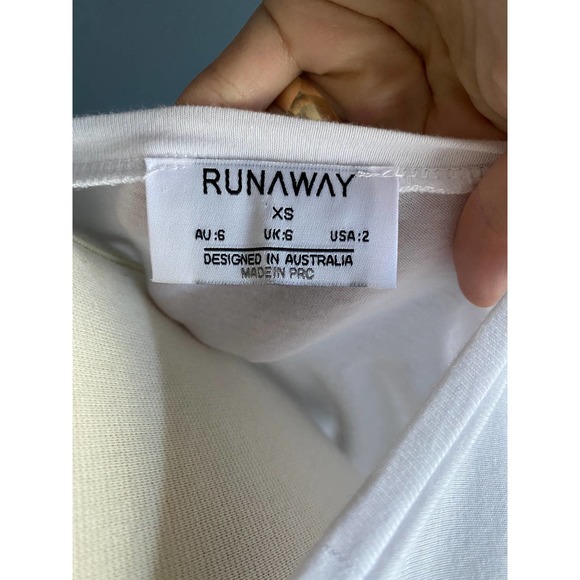 RUNAWAY
XS
AU:6 UK:6 USA:2
DESIGNED IN AUSTRALIA
MADE IN PRC